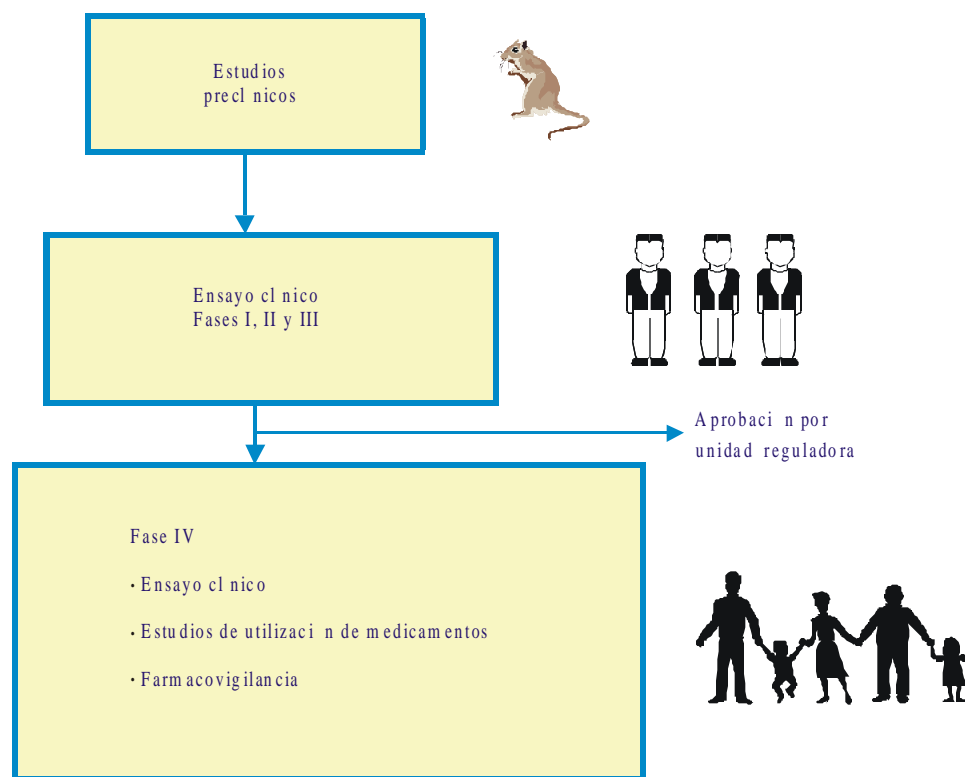 Estudios
precl nicos
Ensayo cl nico
Fases I, II y III
Aprobaci n por
unidad reguladora
Fase IV
· Ensayo cl nico
· Estudios de utilizaci n de medicamentos
· Farmacovigilancia